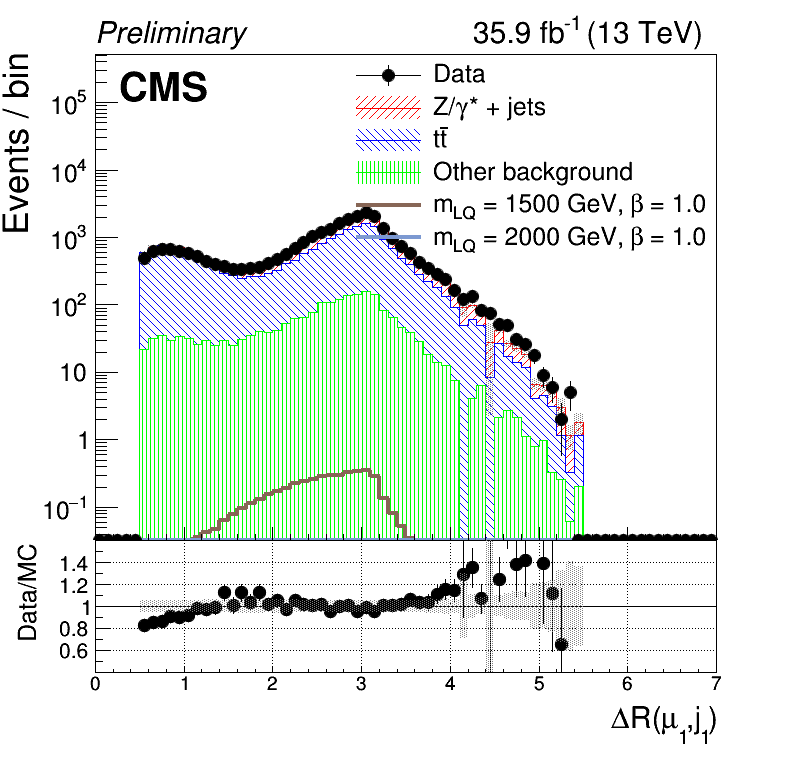 Preliminary 35.9 fb⁻¹ (13 TeV)
CMS
Data
Z/γ* + jets
tt̄
Other background
m_LQ = 1500 GeV, β = 1.0
m_LQ = 2000 GeV, β = 1.0
Events / bin
10⁵
10⁴
10³
10²
10
1
10⁻¹
Data/MC
1.4
1.2
1
0.8
0.6
0 1 2 3 4 5 6 7
ΔR(μ₁,j₁)